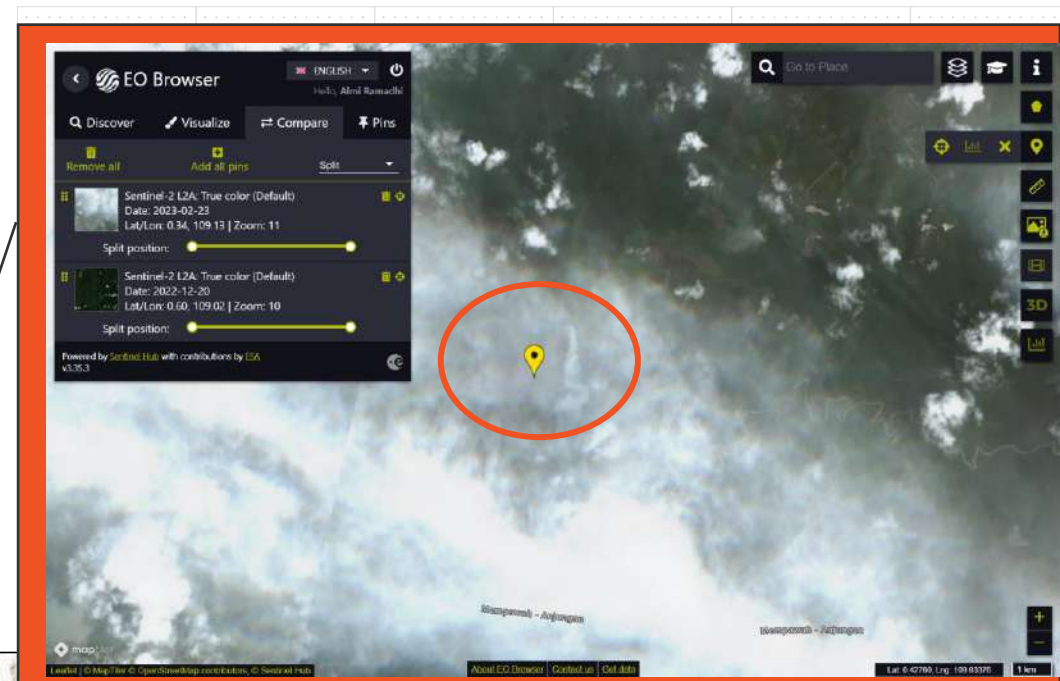 EO Browser
ENGLISH
Hello, Almi Ramadhi
Discover
Visualize
Compare
Pins
Remove all
Add all pins
Split
Sentinel-2 L2A: True color (Default)
Date: 2023-02-23
Lat/Lon: 0.34, 109.13 | Zoom: 11
Split position:
Sentinel-2 L2A: True color (Default)
Date: 2022-12-20
Lat/Lon: 0.60, 109.02 | Zoom: 10
Split position:
Powered by Sentinel Hub with contributions by ESA
v3.35.3
Go to Place
3D
Mempawah - Anjungan
Mempawah - Anjungan
maptiler
Leaflet | © MapTiler © OpenStreetMap contributors, © Sentinel Hub
About EO Browser
Contact us
Get data
1 km